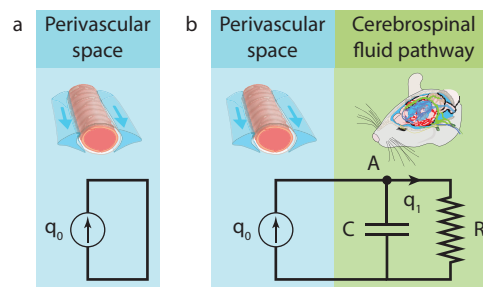 a
Perivascular
space
q0
b
Perivascular
space
Cerebrospinal
fluid pathway
A
q1
q0
C
R